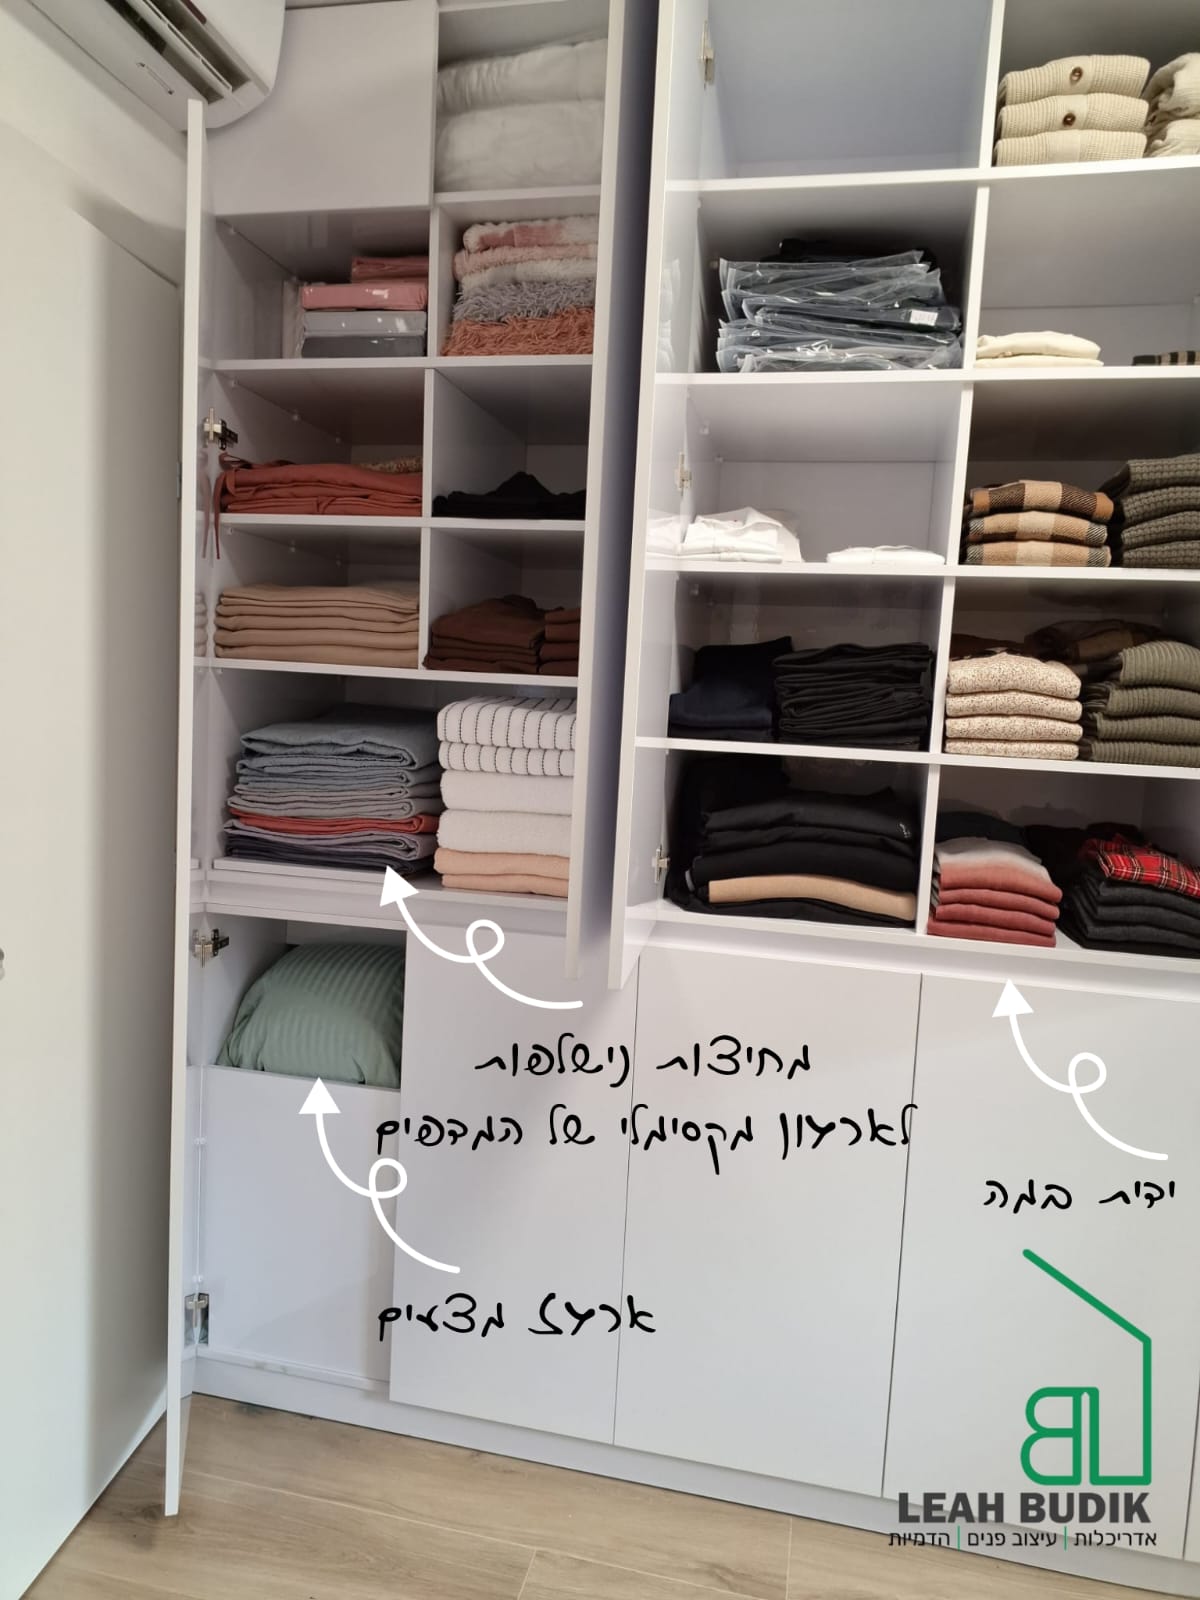 מחיצות נישלפות
לארגון מקסימלי של המדפים
ידית במה
ארגז מצעים
LEAH BUDIK
אדריכלות | עיצוב פנים | הדמיות